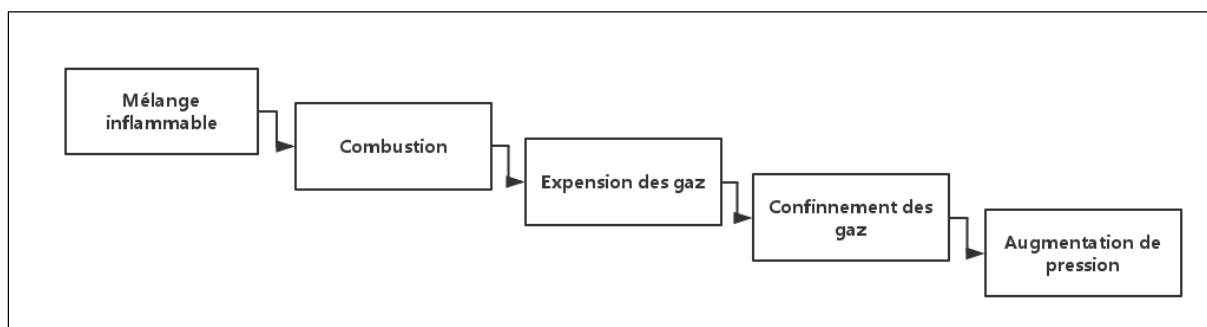 Mélange
inflammable
Combustion
Expension des gaz
Confinnement des
gaz
Augmentation de
pression